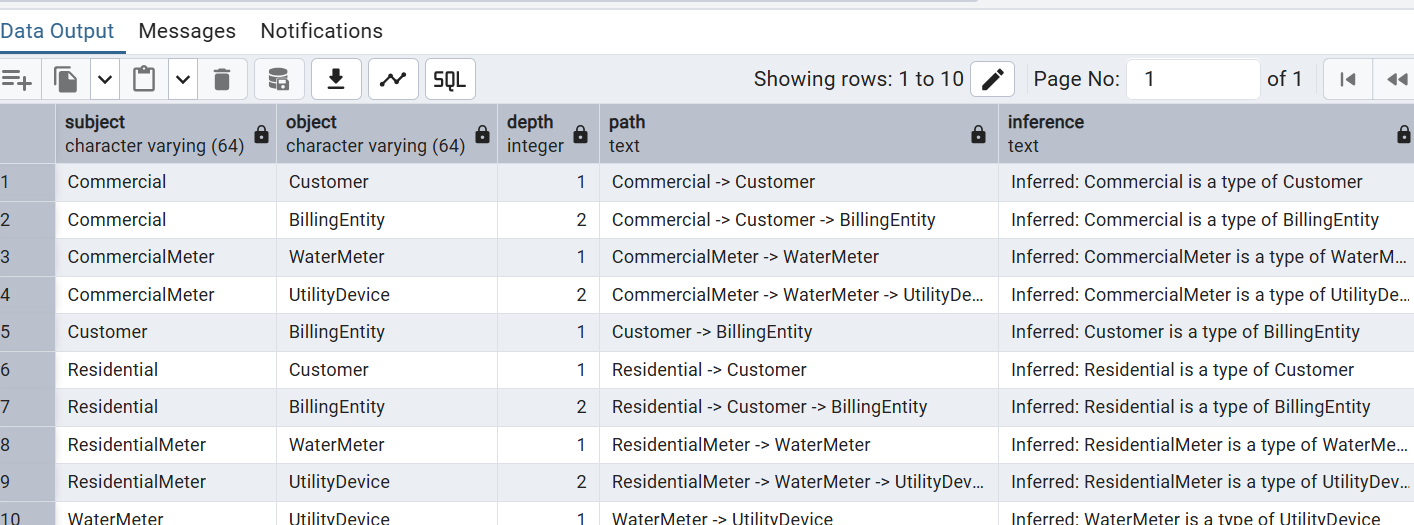 Data Output Messages Notifications
SQL Showing rows: 1 to 10 Page No: 1 of 1
subject object depth path inference
character varying (64) character varying (64) integer text text
1 Commercial Customer 1 Commercial -> Customer Inferred: Commercial is a type of Customer
2 Commercial BillingEntity 2 Commercial -> Customer -> BillingEntity Inferred: Commercial is a type of BillingEntity
3 CommercialMeter WaterMeter 1 CommercialMeter -> WaterMeter Inferred: CommercialMeter is a type of WaterM...
4 CommercialMeter UtilityDevice 2 CommercialMeter -> WaterMeter -> UtilityDe... Inferred: CommercialMeter is a type of UtilityDe...
5 Customer BillingEntity 1 Customer -> BillingEntity Inferred: Customer is a type of BillingEntity
6 Residential Customer 1 Residential -> Customer Inferred: Residential is a type of Customer
7 Residential BillingEntity 2 Residential -> Customer -> BillingEntity Inferred: Residential is a type of BillingEntity
8 ResidentialMeter WaterMeter 1 ResidentialMeter -> WaterMeter Inferred: ResidentialMeter is a type of WaterMe...
9 ResidentialMeter UtilityDevice 2 ResidentialMeter -> WaterMeter -> UtilityDev... Inferred: ResidentialMeter is a type of UtilityDev...
10 WaterMeter UtilityDevice 1 WaterMeter -> UtilityDevice Inferred: WaterMeter is a type of UtilityDevice